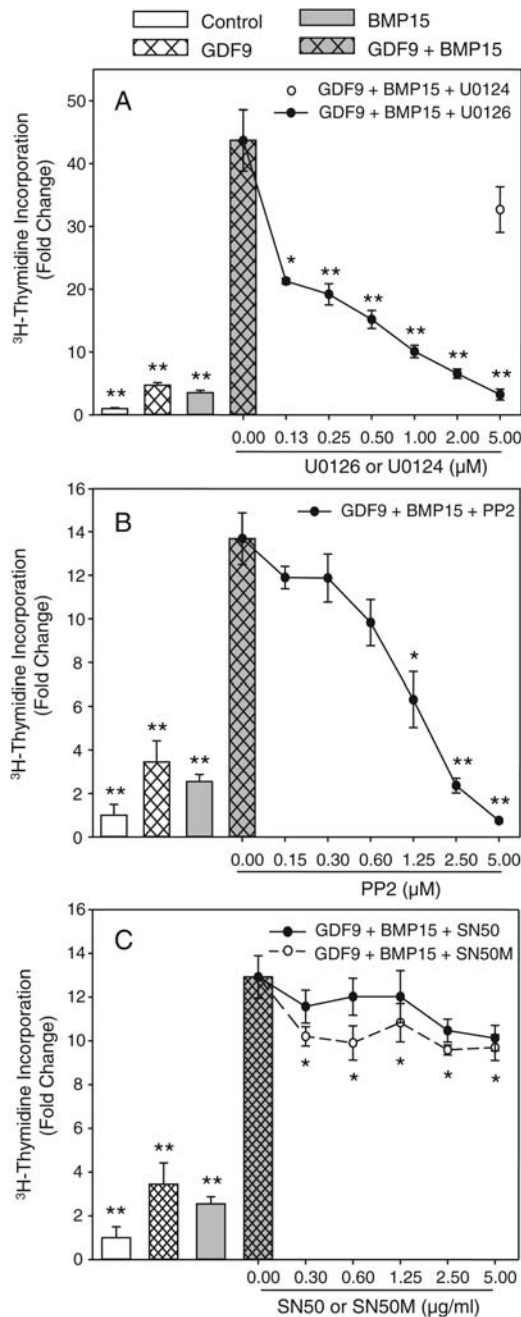 Control
BMP15
GDF9
GDF9 + BMP15
A
GDF9 + BMP15 + U0124
GDF9 + BMP15 + U0126
³H-Thymidine Incorporation
(Fold Change)
50
40
30
20
10
0
** ** ** * ** ** ** ** **
0.00 0.13 0.25 0.50 1.00 2.00 5.00
U0126 or U0124 (µM)
B
GDF9 + BMP15 + PP2
³H-Thymidine Incorporation
(Fold Change)
16
14
12
10
8
6
4
2
0
** ** ** * ** **
0.00 0.15 0.30 0.60 1.25 2.50 5.00
PP2 (µM)
C
GDF9 + BMP15 + SN50
GDF9 + BMP15 + SN50M
³H-Thymidine Incorporation
(Fold Change)
16
14
12
10
8
6
4
2
0
** ** ** * * * * *
0.00 0.30 0.60 1.25 2.50 5.00
SN50 or SN50M (µg/ml)